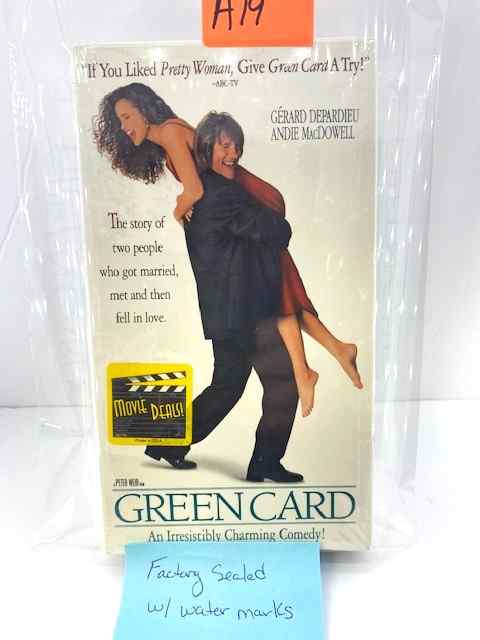 A19
"If You Liked Pretty Woman, Give Green Card A Try!"
-ABC-TV
GÉRARD DEPARDIEU
ANDIE MACDOWELL
The story of
two people
who got married,
met and then
fell in love.
MOVIE DEALS!
A PETER WEIR FILM
GREEN CARD
An Irresistibly Charming Comedy!
Factory Sealed
w/ water marks